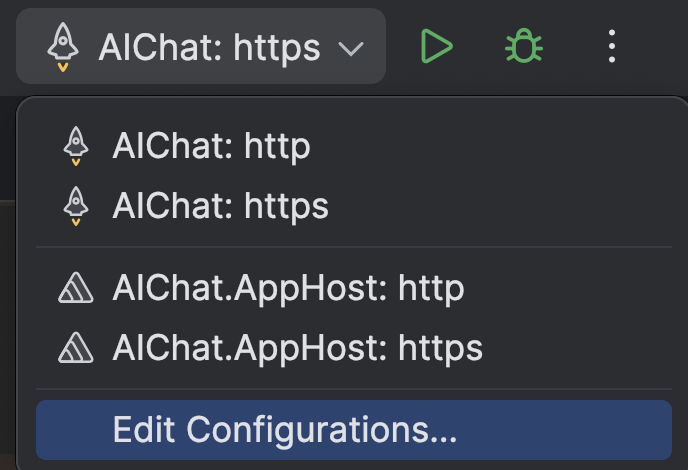 AIChat: https
AIChat: http
AIChat: https
AIChat.AppHost: http
AIChat.AppHost: https
Edit Configurations...